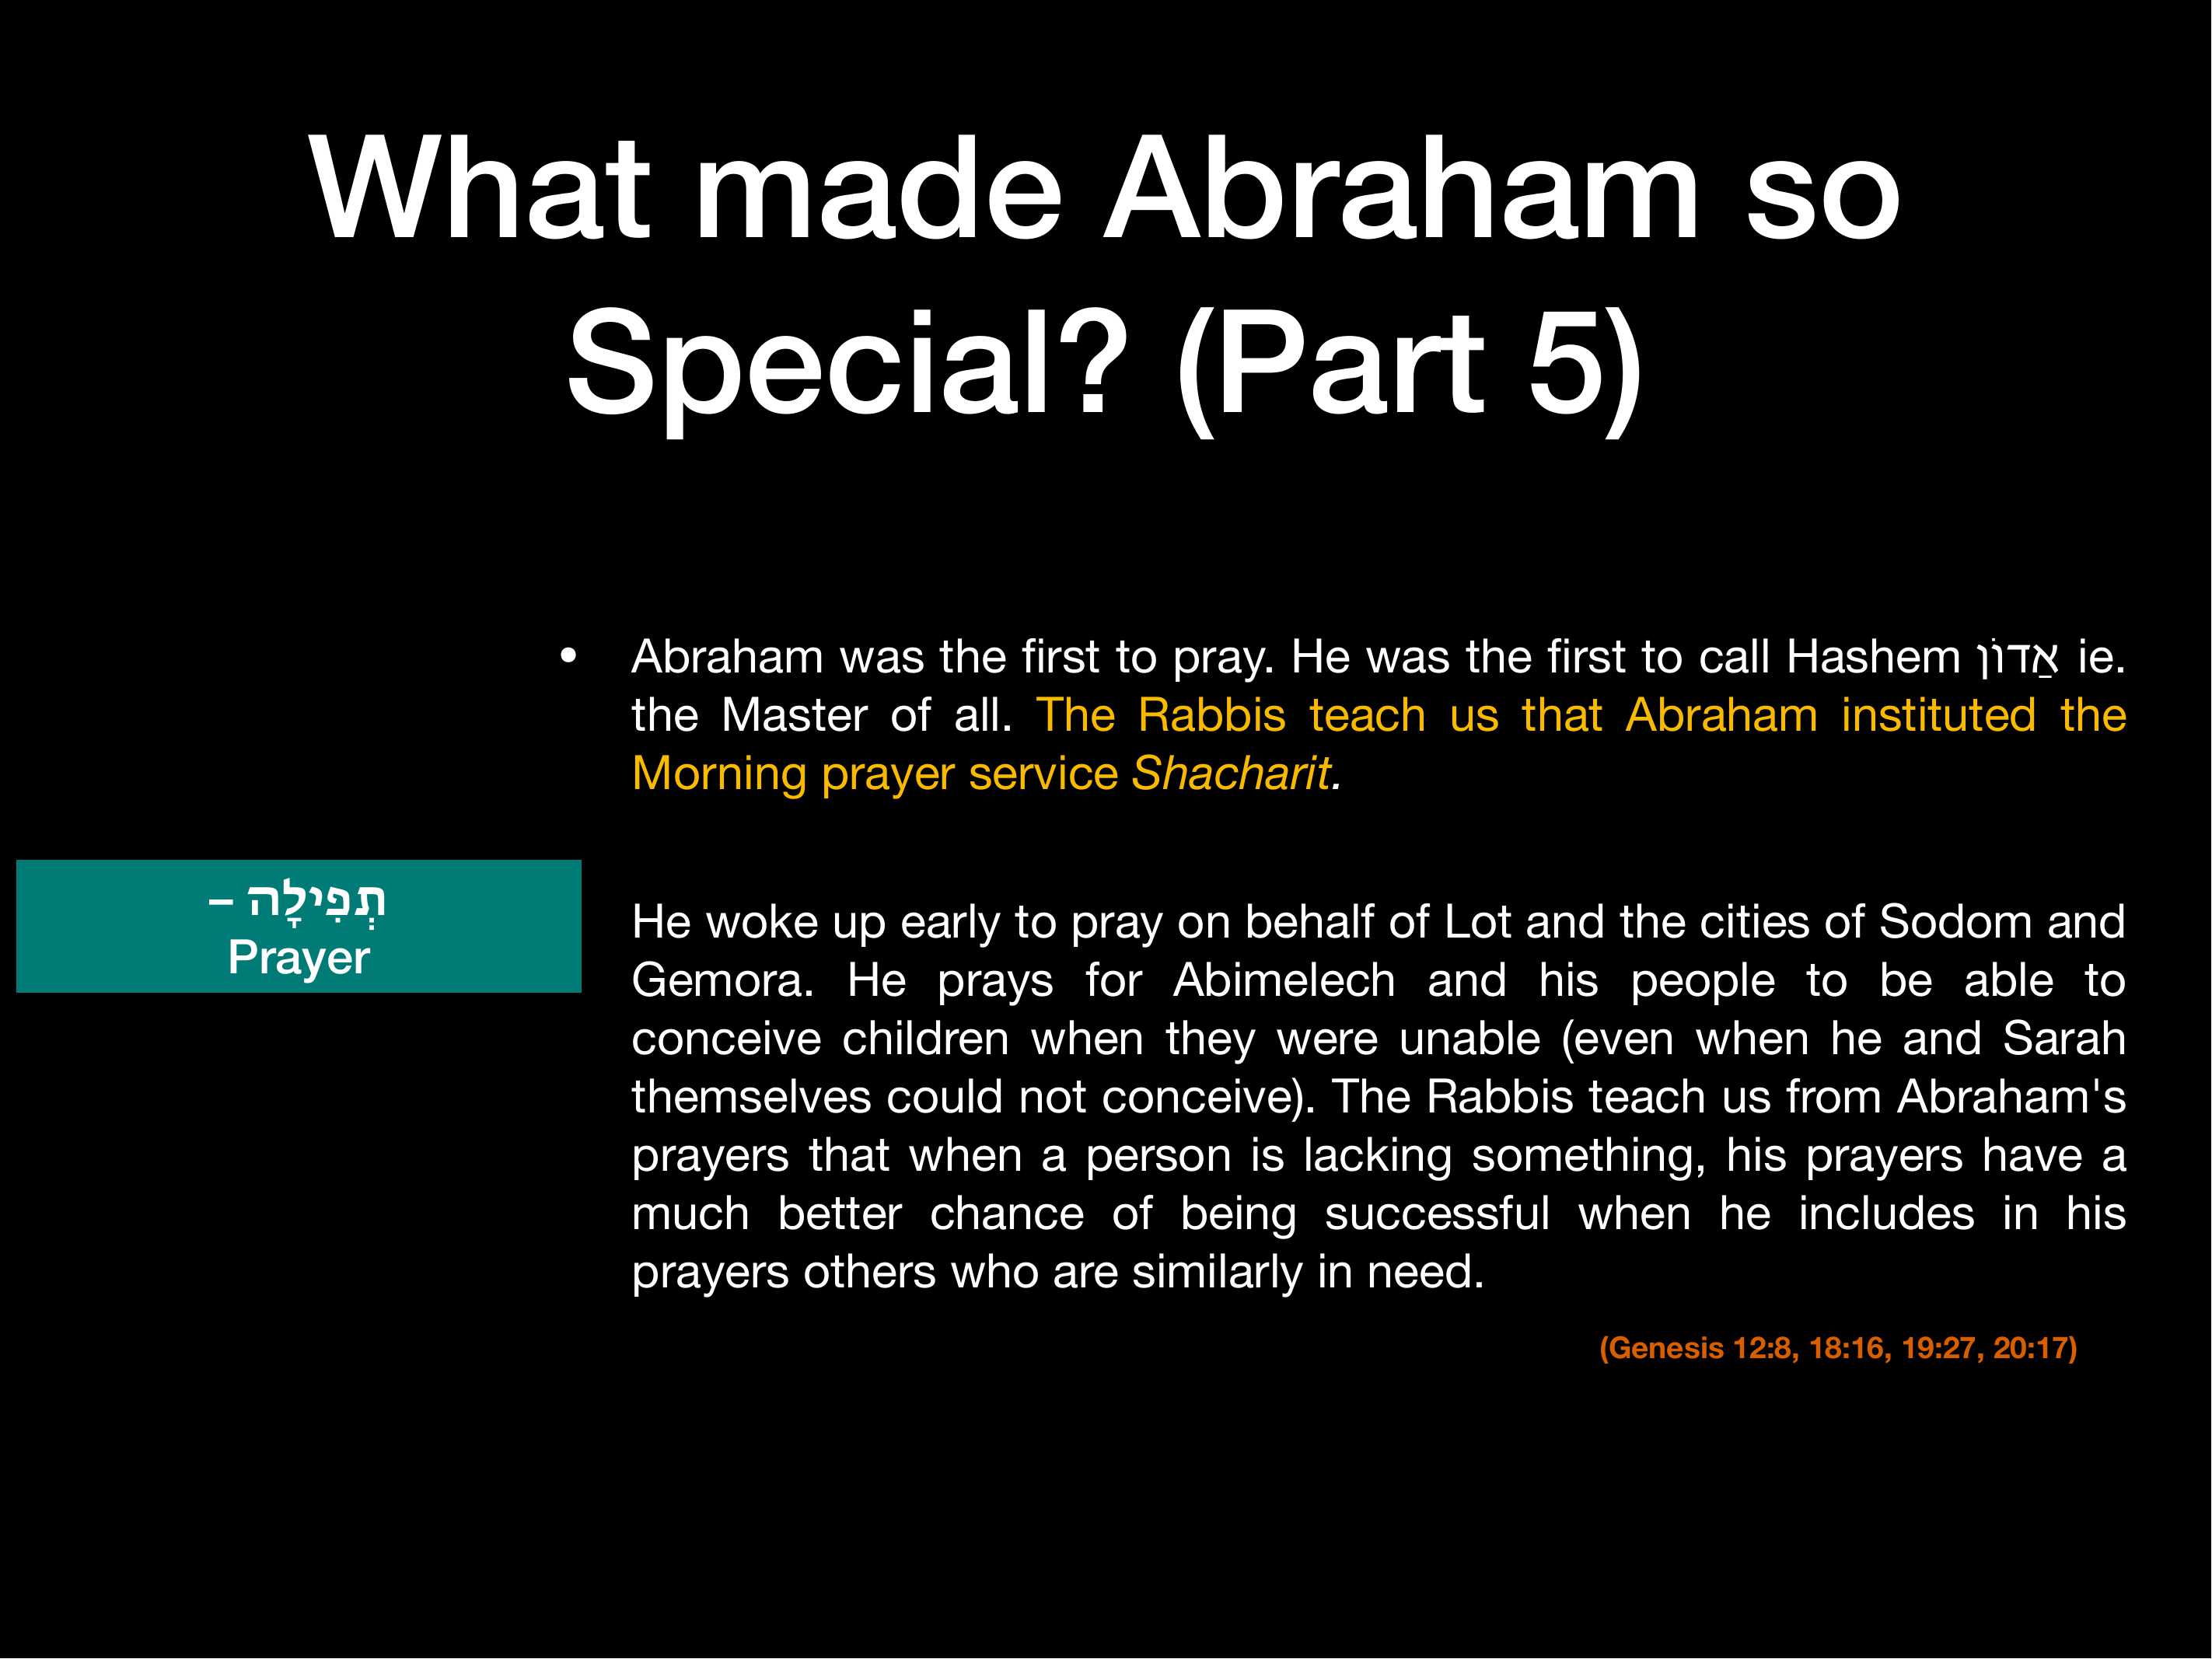 What made Abraham so
Special? (Part 5)
• Abraham was the first to pray. He was the first to call Hashem אַדוֹן ie.
the Master of all. The Rabbis teach us that Abraham instituted the
Morning prayer service Shacharit.
תְפִילָה –
Prayer
He woke up early to pray on behalf of Lot and the cities of Sodom and
Gemora. He prays for Abimelech and his people to be able to
conceive children when they were unable (even when he and Sarah
themselves could not conceive). The Rabbis teach us from Abraham's
prayers that when a person is lacking something, his prayers have a
much better chance of being successful when he includes in his
prayers others who are similarly in need.
(Genesis 12:8, 18:16, 19:27, 20:17)